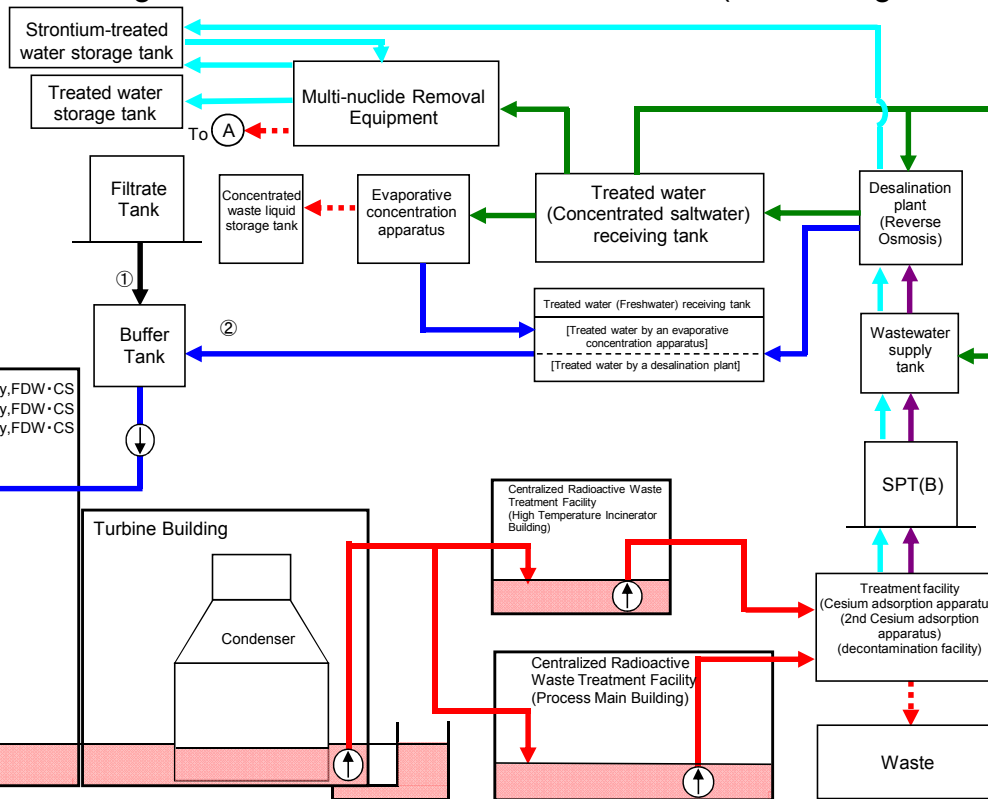 Strontium-treated
water storage tank
Treated water
storage tank
Multi-nuclide Removal
Equipment
To
A
Filtrate
Tank
Concentrated
waste liquid
storage tank
Evaporative
concentration
apparatus
Treated water
(Concentrated saltwater)
receiving tank
Desalination
plant
(Reverse
Osmosis)
①
②
Buffer
Tank
Treated water (Freshwater) receiving tank
[Treated water by an evaporative
concentration apparatus]
[Treated water by a desalination plant]
Wastewater
supply
tank
y,FDW・CS
y,FDW・CS
y,FDW・CS
SPT(B)
Turbine Building
Condenser
Centralized Radioactive Waste
Treatment Facility
(High Temperature Incinerator
Building)
Centralized Radioactive
Waste Treatment Facility
(Process Main Building)
Treatment facility
(Cesium adsorption apparatu
(2nd Cesium adsorption
apparatus)
(decontamination facility)
Waste